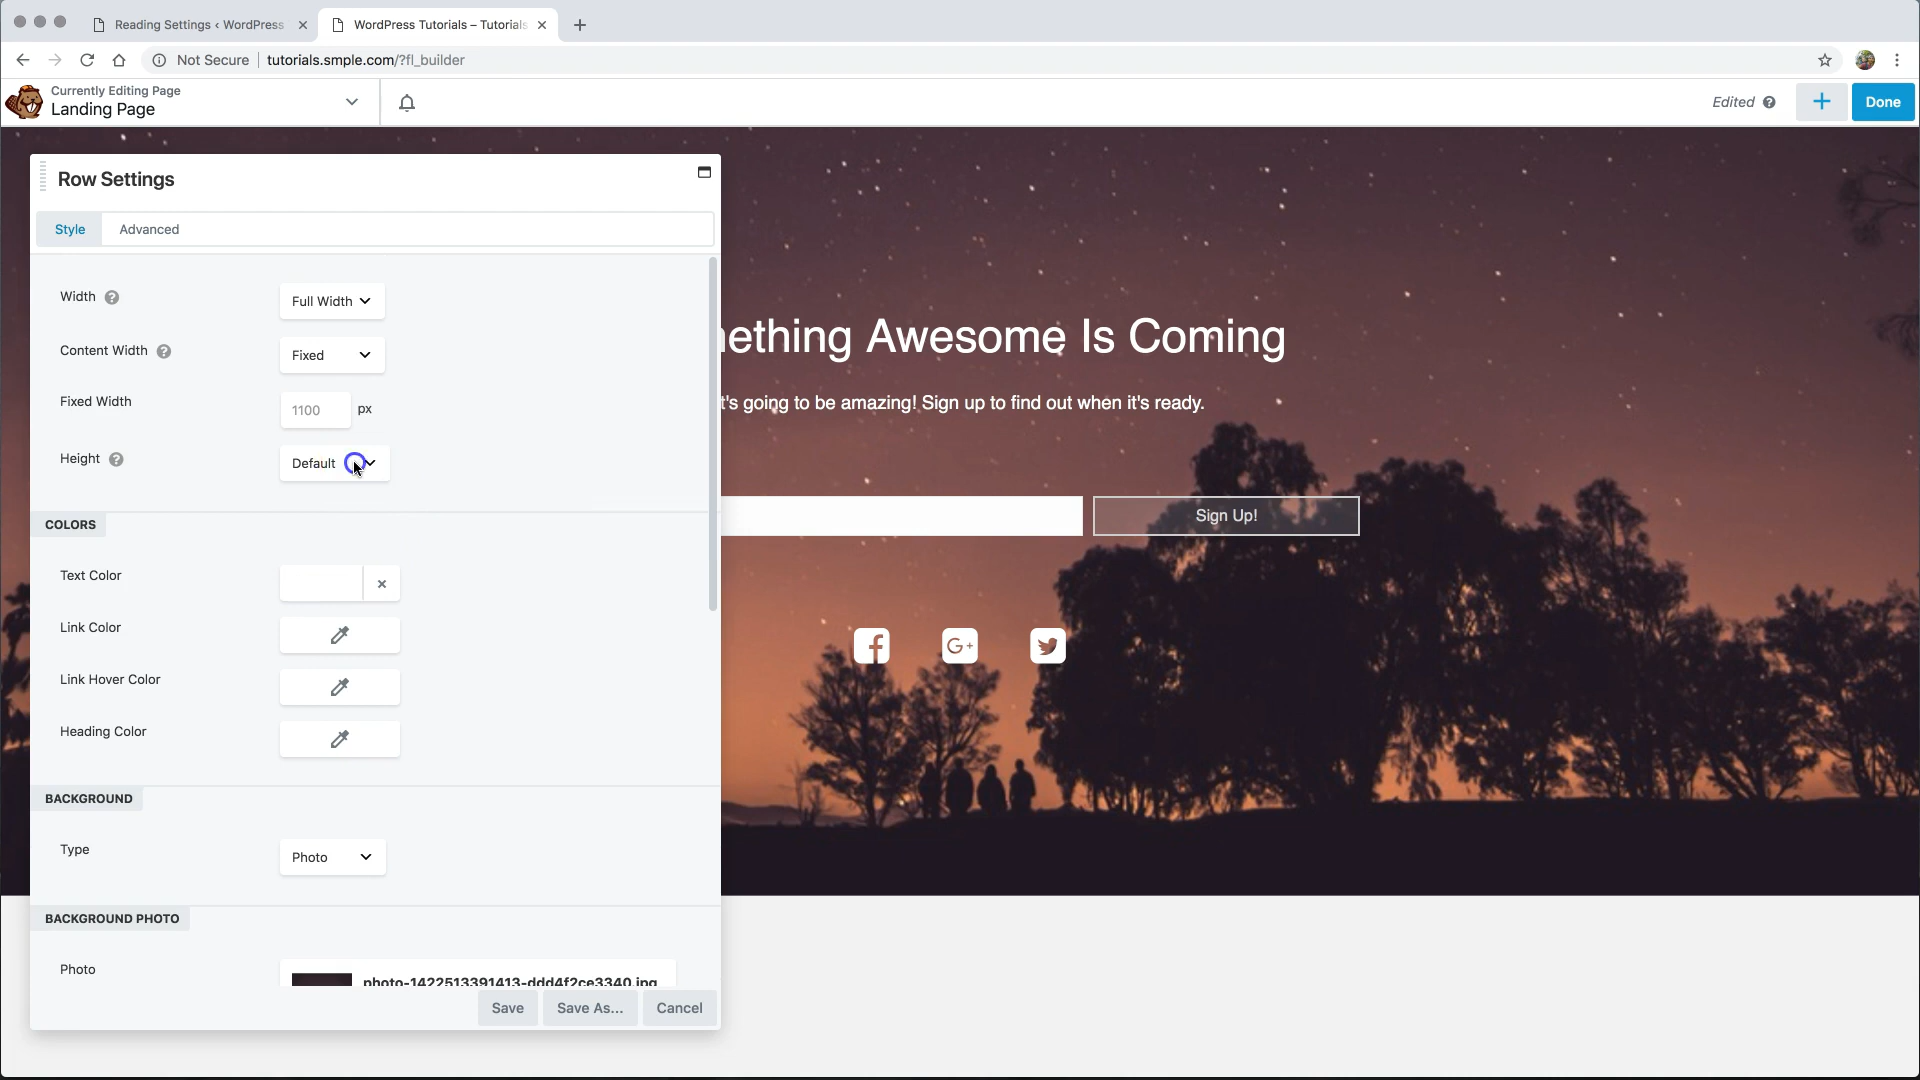 Reading Settings ‹ WordPress
WordPress Tutorials – Tutorials
Not Secure
tutorials.smple.com/?fl_builder
Currently Editing Page
Landing Page
Edited
Done
Row Settings
Style
Advanced
Width
Full Width
Content Width
Fixed
Fixed Width
1100
px
Height
Default
COLORS
Text Color
Link Color
Link Hover Color
Heading Color
BACKGROUND
Type
Photo
BACKGROUND PHOTO
Photo
photo-1422513391413-ddd4f2ce3340.jpg
Save
Save As...
Cancel
mething Awesome Is Coming
t's going to be amazing! Sign up to find out when it's ready.
Sign Up!
G+